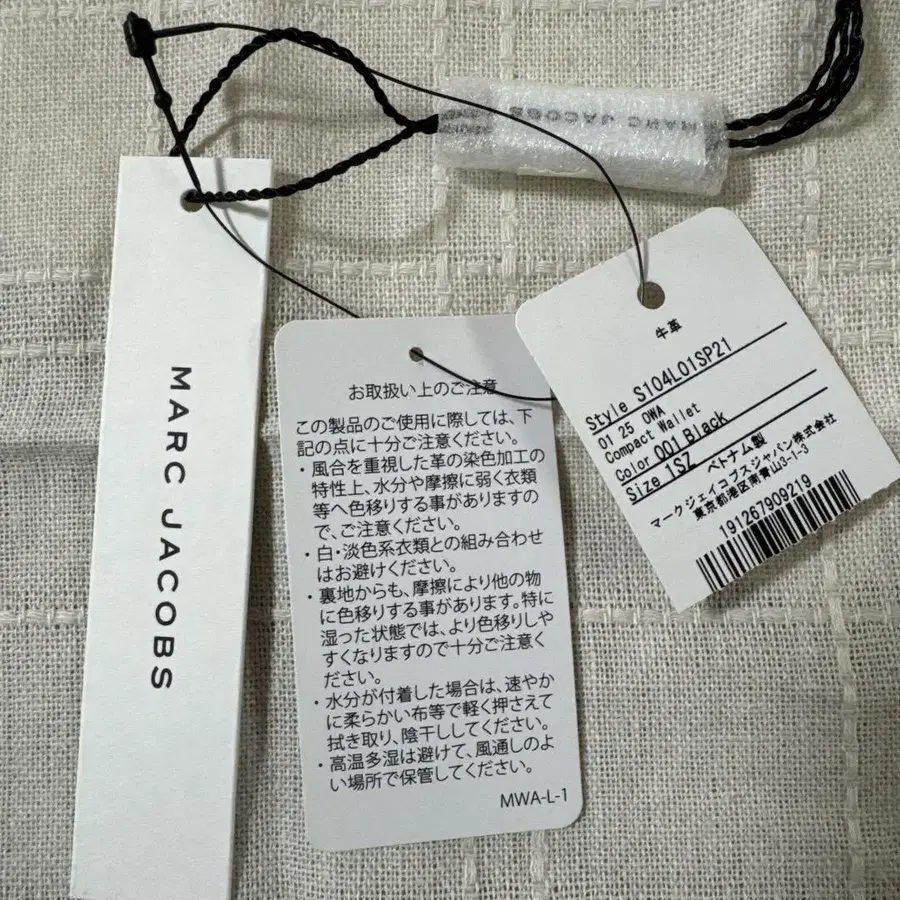 MARC JACOBS
MARC JACOBS
お取扱い上のご注意
この製品のご使用に際しては、下
記の点に十分ご注意ください。
・風合を重視した革の染色加工の
特性上、水分や摩擦に弱く衣類
等へ色移りする事がありますの
で、ご注意ください。
・白・淡色系衣類との組み合わせ
はお避けください。
・裏地からも、摩擦により他の物
に色移りする事があります。特に
湿った状態では、より色移りしや
すくなりますので十分ご注意く
ださい。
・水分が付着した場合は、速やか
に柔らかい布等で軽く押さえて
拭き取り、陰干ししてください。
・高温多湿は避けて、風通しのよ
い場所で保管してください。
MWA-L-1
牛革
Style S104L01SP21
01 25 OWA
Compact Wallet
Color 001 Black
Size 1SZ
ベトナム製
マークジェイコブスジャパン株式会社
東京都港区南青山3-1-3
191267909219